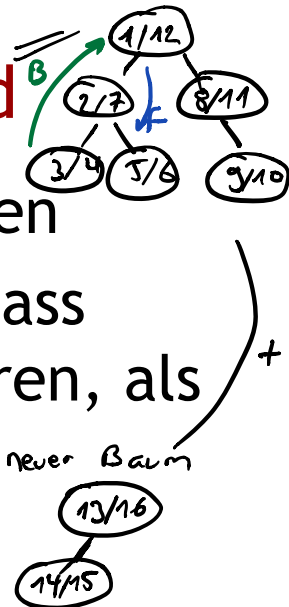 1/12
B
d
2/7
8/11
3/4
5/6
9/10
en
ass
+
ren, als
neuer Baum
13/16
14/15